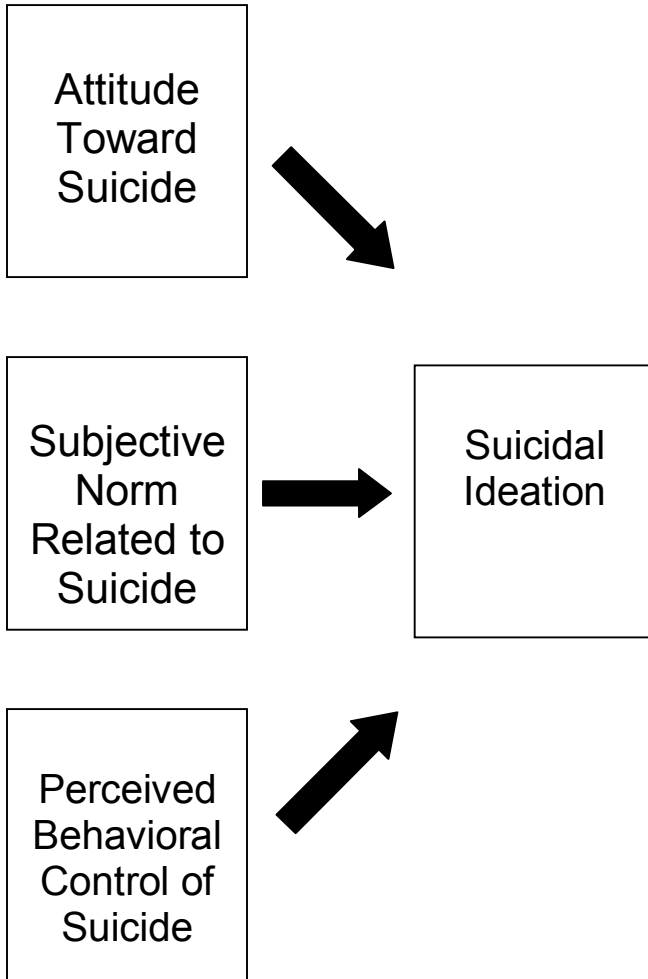 Attitude
Toward
Suicide
Subjective
Norm
Related to
Suicide
Suicidal
Ideation
Perceived
Behavioral
Control of
Suicide